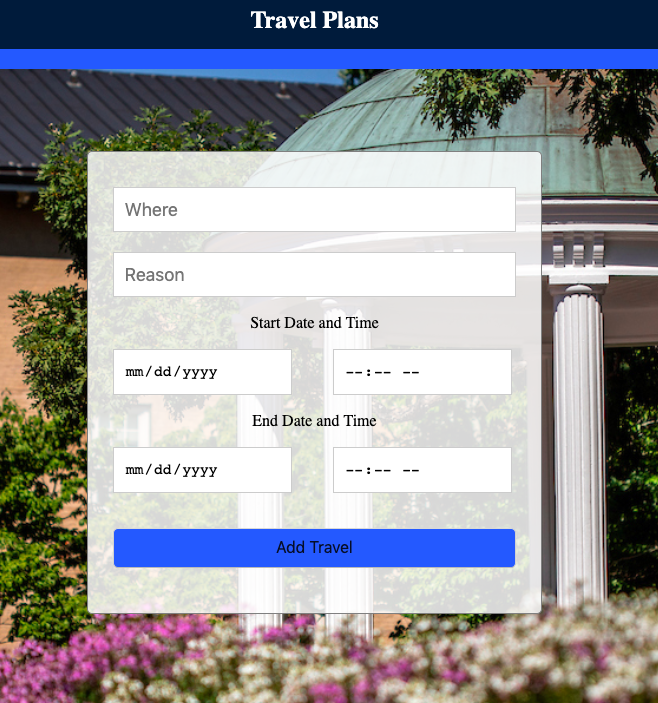 Travel Plans
Where
Reason
Start Date and Time
mm/dd/yyyy --:-- --
End Date and Time
mm/dd/yyyy --:-- --
Add Travel